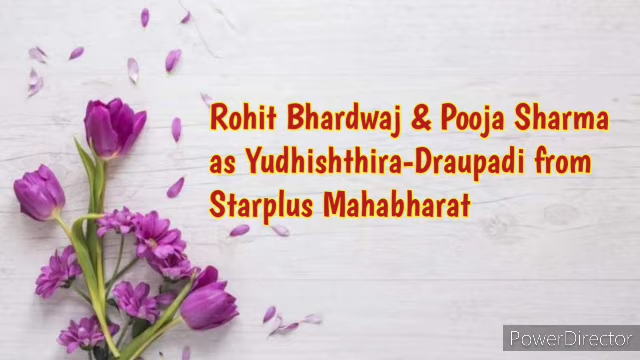 Rohit Bhardwaj & Pooja Sharma
as Yudhishthira-Draupadi from
Starplus Mahabharat
PowerDirector